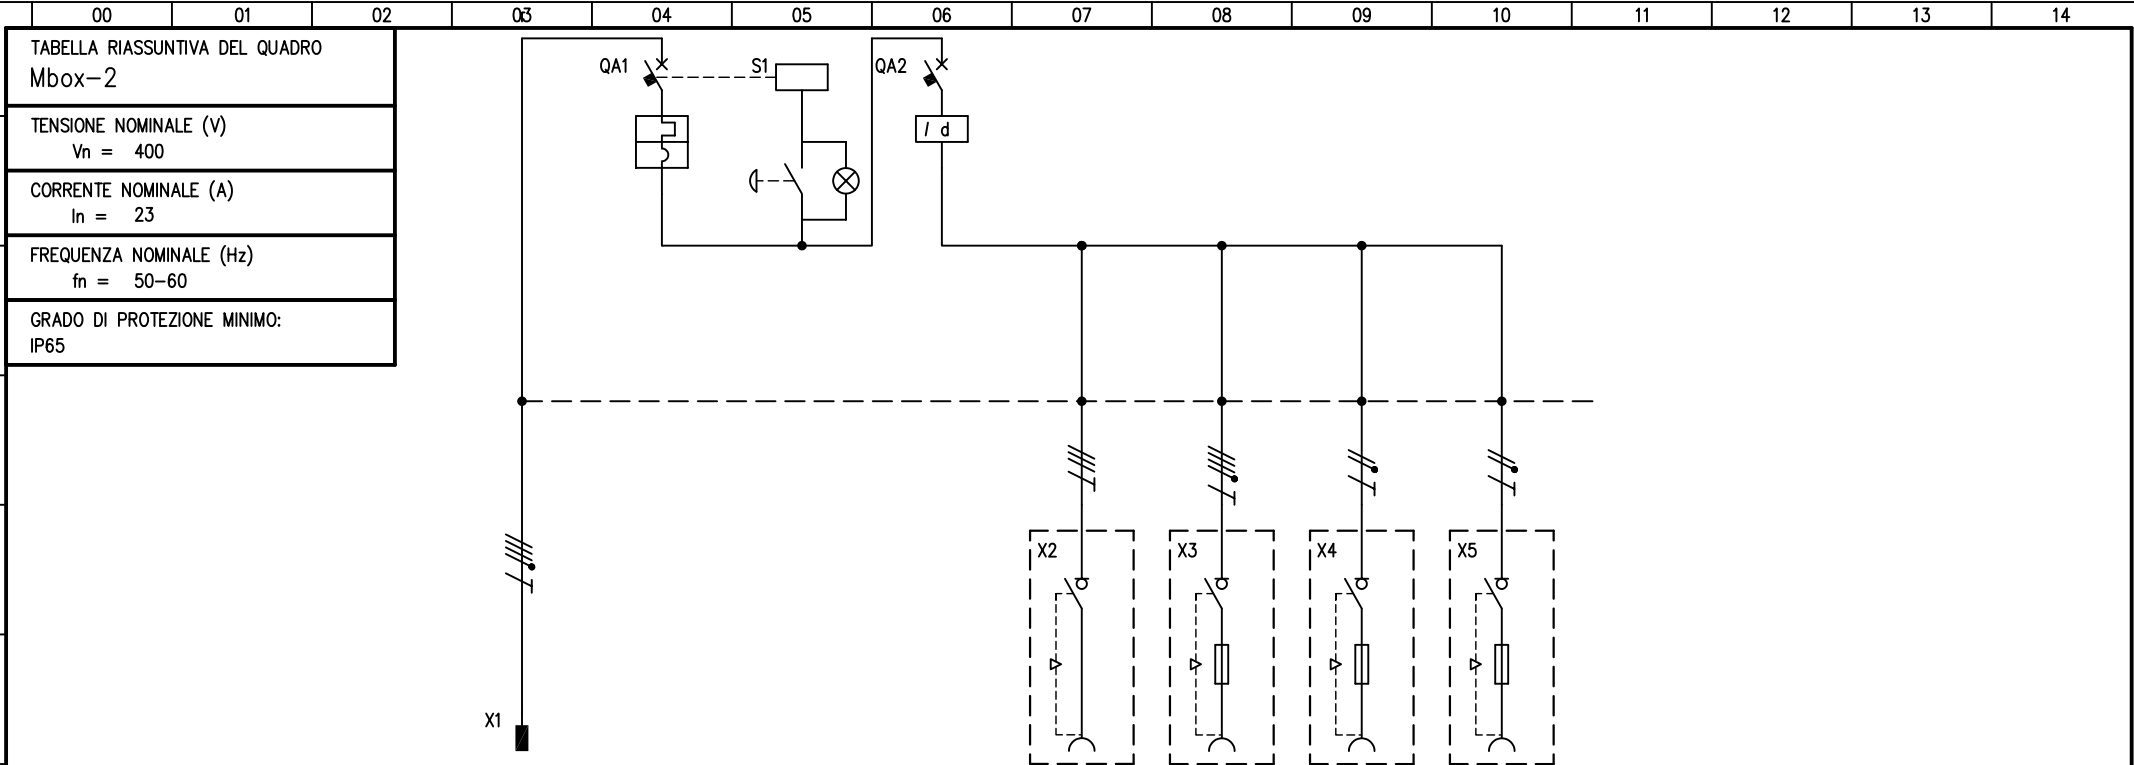 00 01 02 03 04 05 06 07 08 09 10 11 12 13 14
TABELLA RIASSUNTIVA DEL QUADRO
Mbox-2
TENSIONE NOMINALE (V)
Vn = 400
CORRENTE NOMINALE (A)
In = 23
FREQUENZA NOMINALE (Hz)
fn = 50-60
GRADO DI PROTEZIONE MINIMO:
IP65
QA1 S1 QA2
I d
X2 X3 X4 X5
X1